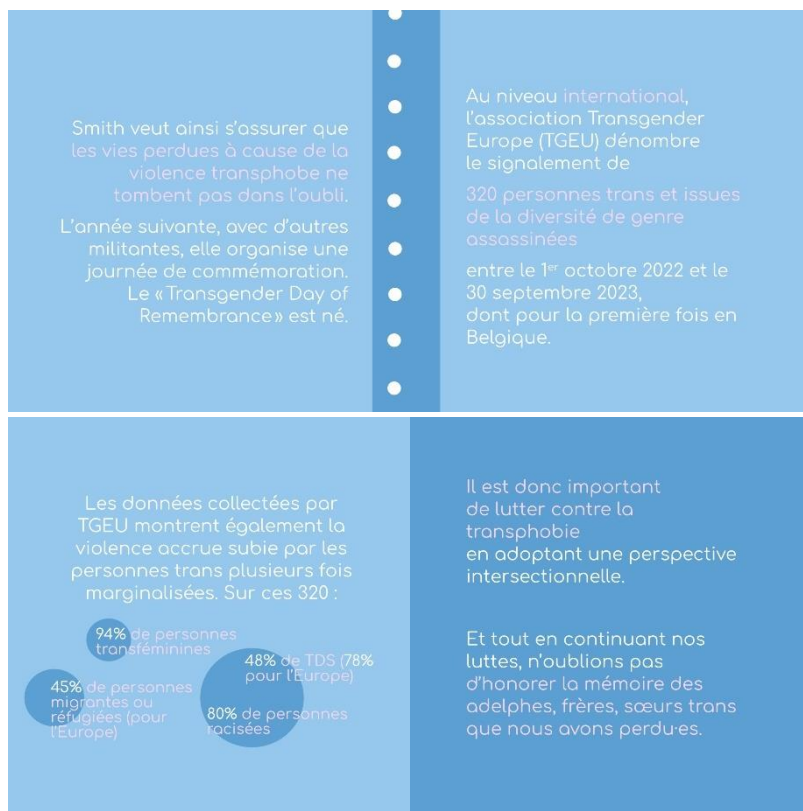 Smith veut ainsi s'assurer que
les vies perdues à cause de la
violence transphobe ne
tombent pas dans l'oubli.
L'année suivante, avec d'autres
militantes, elle organise une
journée de commémoration.
Le « Transgender Day of
Remembrance » est né.
Au niveau international,
l'association Transgender
Europe (TGEU) dénombre
le signalement de
320 personnes trans et issues
de la diversité de genre
assassinées
entre le 1er octobre 2022 et le
30 septembre 2023,
dont pour la première fois en
Belgique.
Les données collectées par
TGEU montrent également la
violence accrue subie par les
personnes trans plusieurs fois
marginalisées. Sur ces 320 :
94% de personnes
transféminines
48% de TDS (78%
pour l'Europe)
45% de personnes
migrantes ou
réfugiées (pour
l'Europe)
80% de personnes
racisées
Il est donc important
de lutter contre la
transphobie
en adoptant une perspective
intersectionnelle.
Et tout en continuant nos
luttes, n'oublions pas
d'honorer la mémoire des
adelphes, frères, sœurs trans
que nous avons perdu·es.